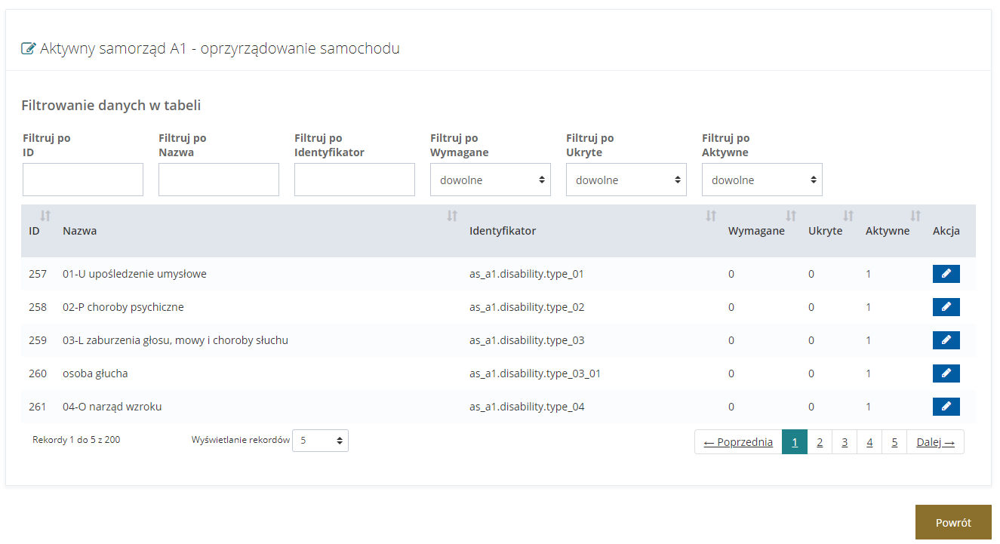 Aktywny samorząd A1 - oprzyrządowanie samochodu
Filtrowanie danych w tabeli
Filtruj po ID
Filtruj po Nazwa
Filtruj po Identyfikator
Filtruj po Wymagane
Filtruj po Ukryte
Filtruj po Aktywne
dowolne dowolne dowolne
ID Nazwa Identyfikator Wymagane Ukryte Aktywne Akcja
257 01-U upośledzenie umysłowe as_a1.disability.type_01 0 0 1
258 02-P choroby psychiczne as_a1.disability.type_02 0 0 1
259 03-L zaburzenia głosu, mowy i choroby słuchu as_a1.disability.type_03 0 0 1
260 osoba głucha as_a1.disability.type_03_01 0 0 1
261 04-O narząd wzroku as_a1.disability.type_04 0 0 1
Rekordy 1 do 5 z 200 Wyświetlanie rekordów 5 ← Poprzednia 1 2 3 4 5 Dalej →
Powrót